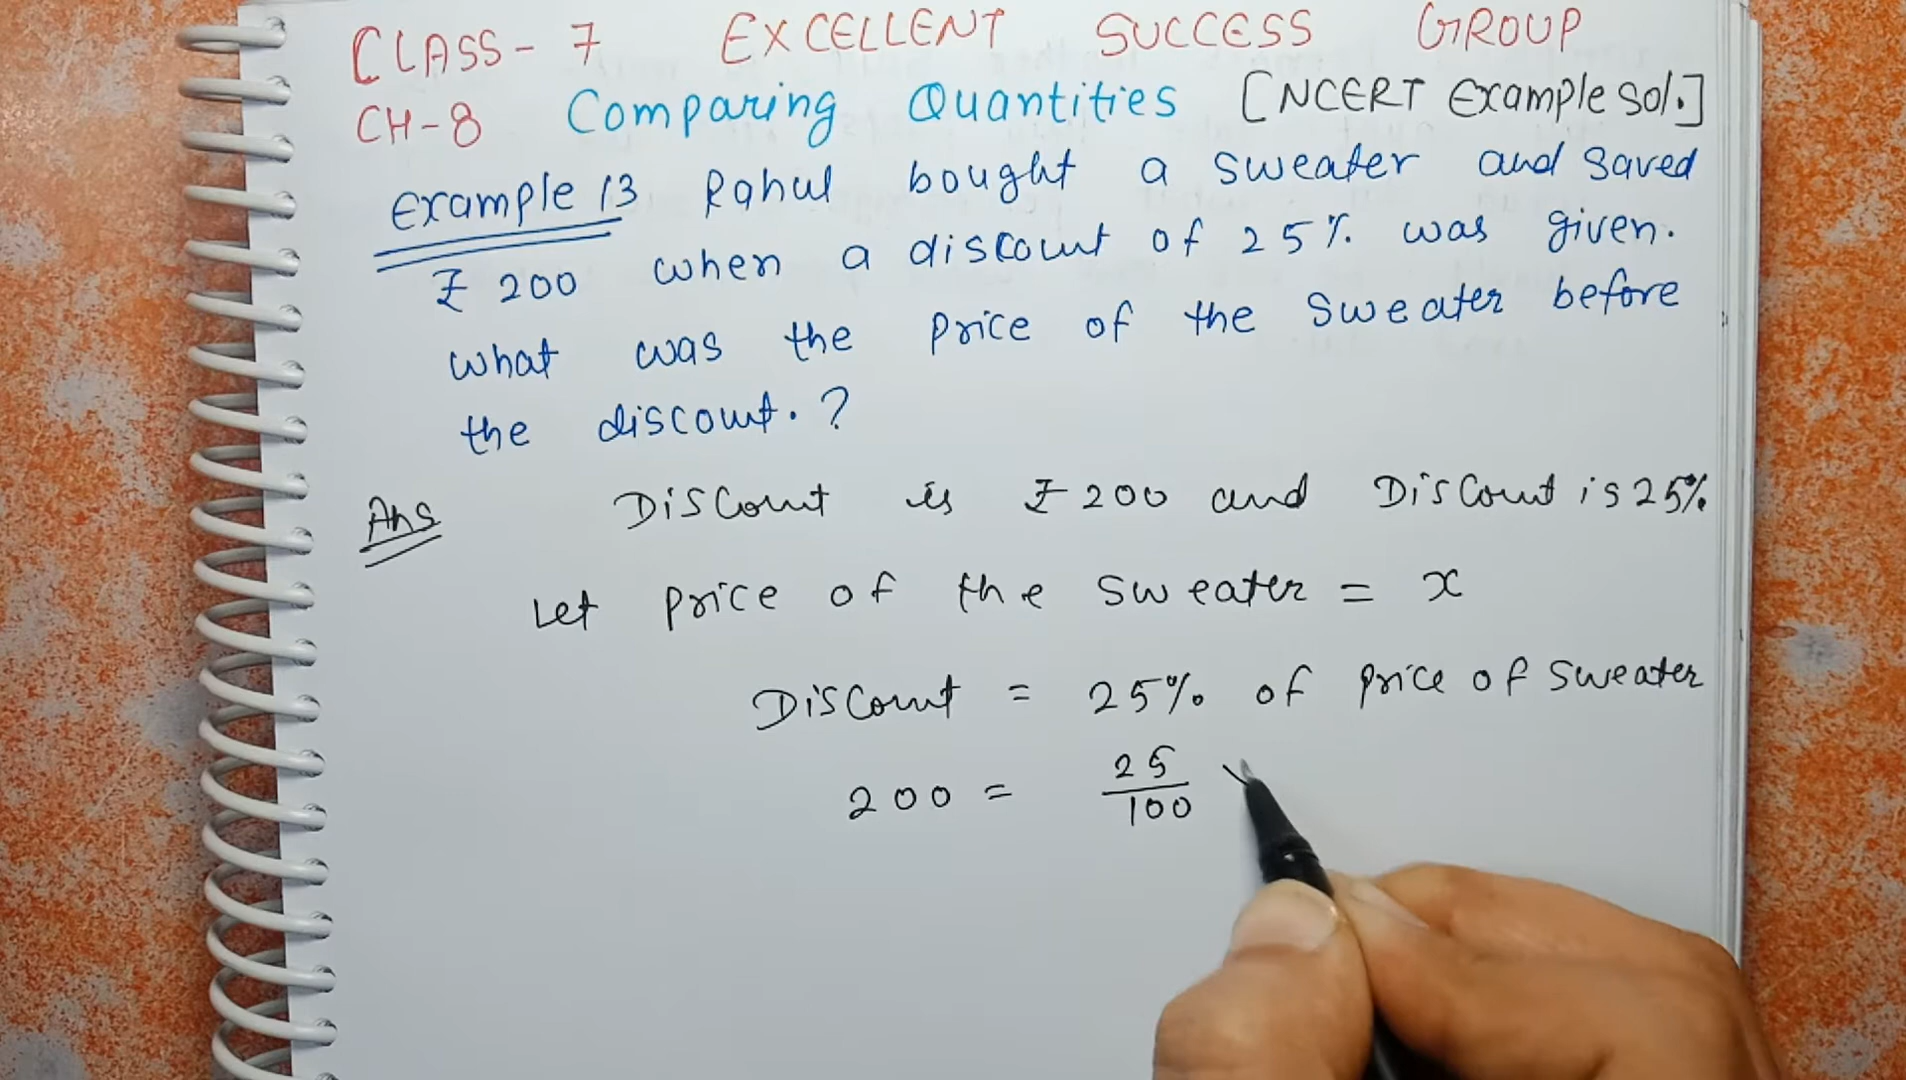 CLASS-7 EXCELLENT SUCCESS GROUP
CH-8 Comparing Quantities [NCERT Example Sol.]
Example 13 Rahul bought a sweater and saved
₹ 200 when a discount of 25% was given.
what was the price of the sweater before
the discount.?
Ans Discount is ₹ 200 and Discount is 25%
Let price of the sweater = x
Discount = 25% of price of sweater
200 = 25/100